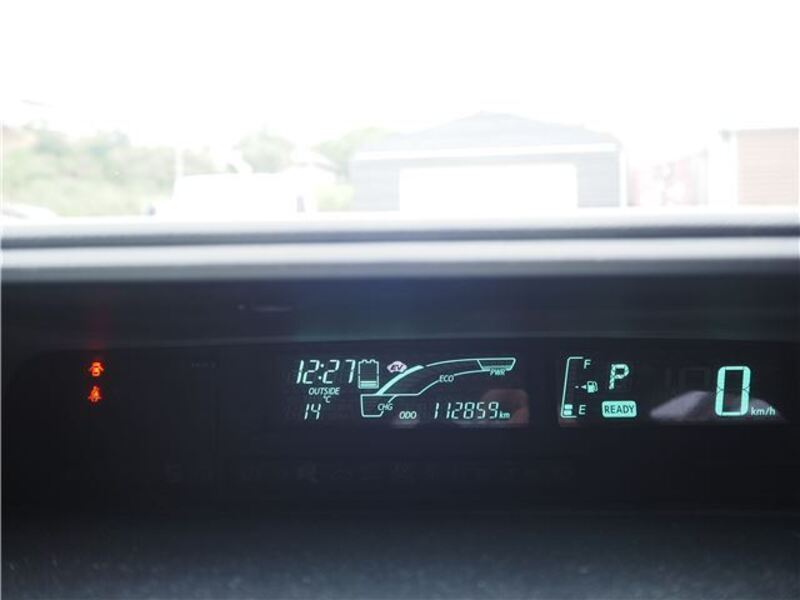 12:27
EV
ECO
PWR
OUTSIDE
°C
14
CHG
ODO 112859 km
F
E
P
READY
0 km/h